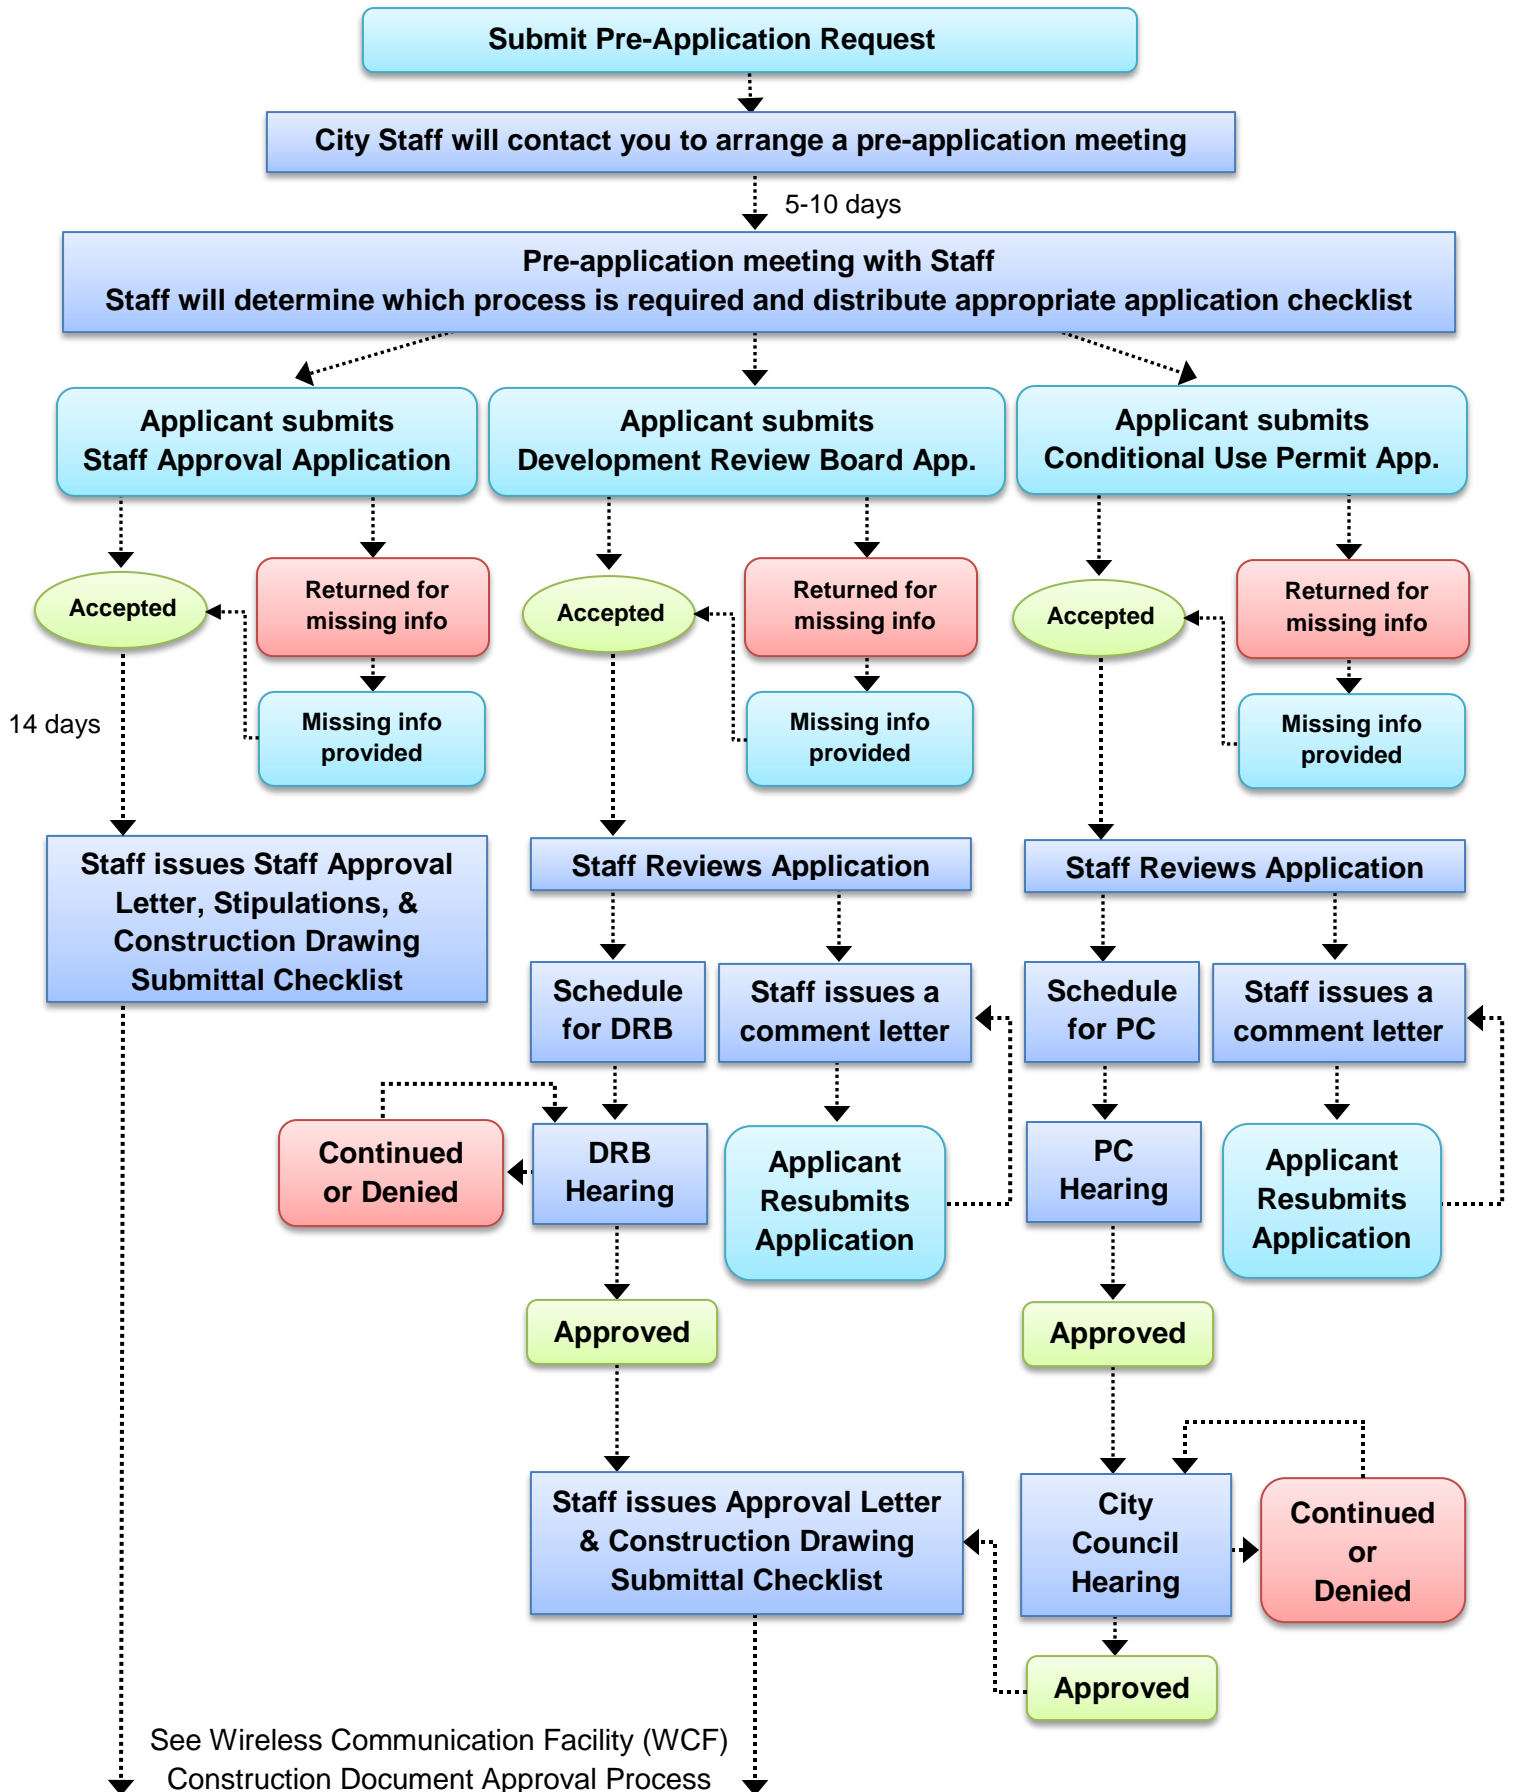 Submit Pre-Application Request
City Staff will contact you to arrange a pre-application meeting
5-10 days
Pre-application meeting with Staff
Staff will determine which process is required and distribute appropriate application checklist
Applicant submits
Staff Approval Application
Applicant submits
Development Review Board App.
Applicant submits
Conditional Use Permit App.
Accepted
Returned for
missing info
Accepted
Returned for
missing info
Accepted
Returned for
missing info
14 days
Missing info
provided
Missing info
provided
Missing info
provided
Staff issues Staff Approval
Letter, Stipulations, &
Construction Drawing
Submittal Checklist
Staff Reviews Application
Staff Reviews Application
Schedule
for DRB
Staff issues a
comment letter
Schedule
for PC
Staff issues a
comment letter
Continued
or Denied
DRB
Hearing
Applicant
Resubmits
Application
PC
Hearing
Applicant
Resubmits
Application
Approved
Approved
Staff issues Approval Letter
& Construction Drawing
Submittal Checklist
City
Council
Hearing
Continued
or
Denied
Approved
See Wireless Communication Facility (WCF)
Construction Document Approval Process